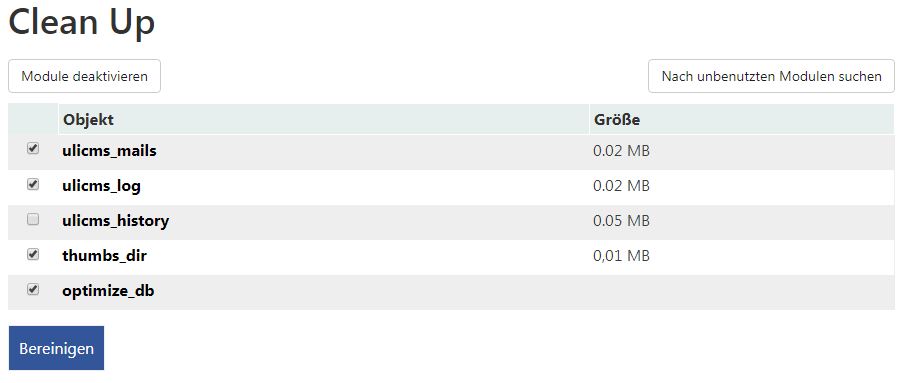 Clean Up
Module deaktivieren Nach unbenutzten Modulen suchen
Objekt Größe
ulicms_mails 0.02 MB
ulicms_log 0.02 MB
ulicms_history 0.05 MB
thumbs_dir 0,01 MB
optimize_db
Bereinigen